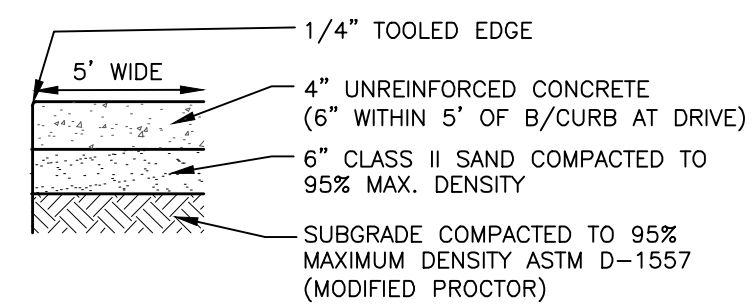 1/4" TOOLED EDGE
5' WIDE
4" UNREINFORCED CONCRETE
(6" WITHIN 5' OF B/CURB AT DRIVE)
6" CLASS II SAND COMPACTED TO
95% MAX. DENSITY
SUBGRADE COMPACTED TO 95%
MAXIMUM DENSITY ASTM D-1557
(MODIFIED PROCTOR)